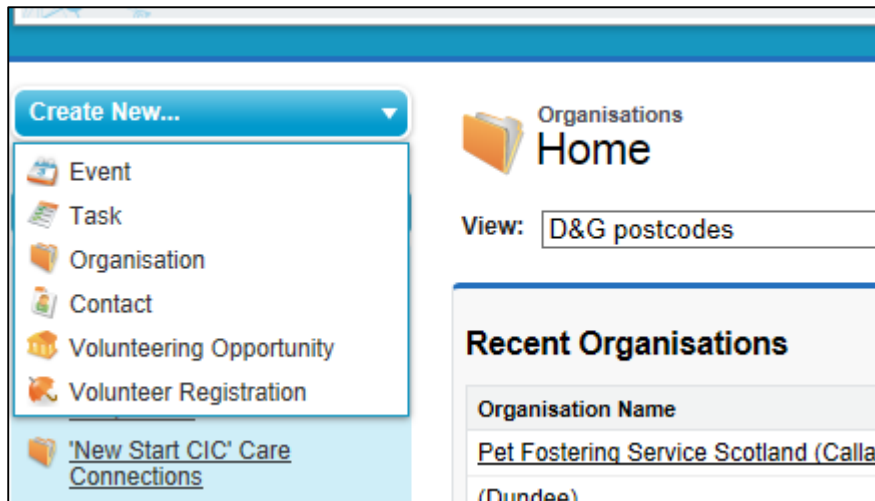 Create New...
Event
Task
Organisation
Contact
Volunteering Opportunity
Volunteer Registration
'New Start CIC' Care
Connections
Organisations
Home
View: D&G postcodes
Recent Organisations
Organisation Name
Pet Fostering Service Scotland (Calla
(Dundee)